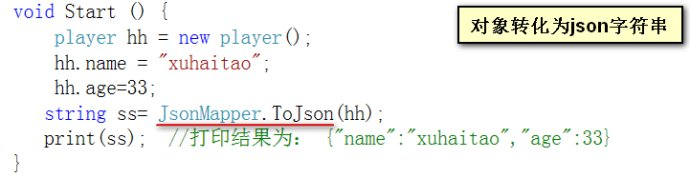 void Start () {
对象转化为json字符串
player hh = new player();
hh.name = "xuhaitao";
hh.age=33;
string ss= JsonMapper.ToJson(hh);
print(ss);  //打印结果为: {"name":"xuhaitao","age":33}
}